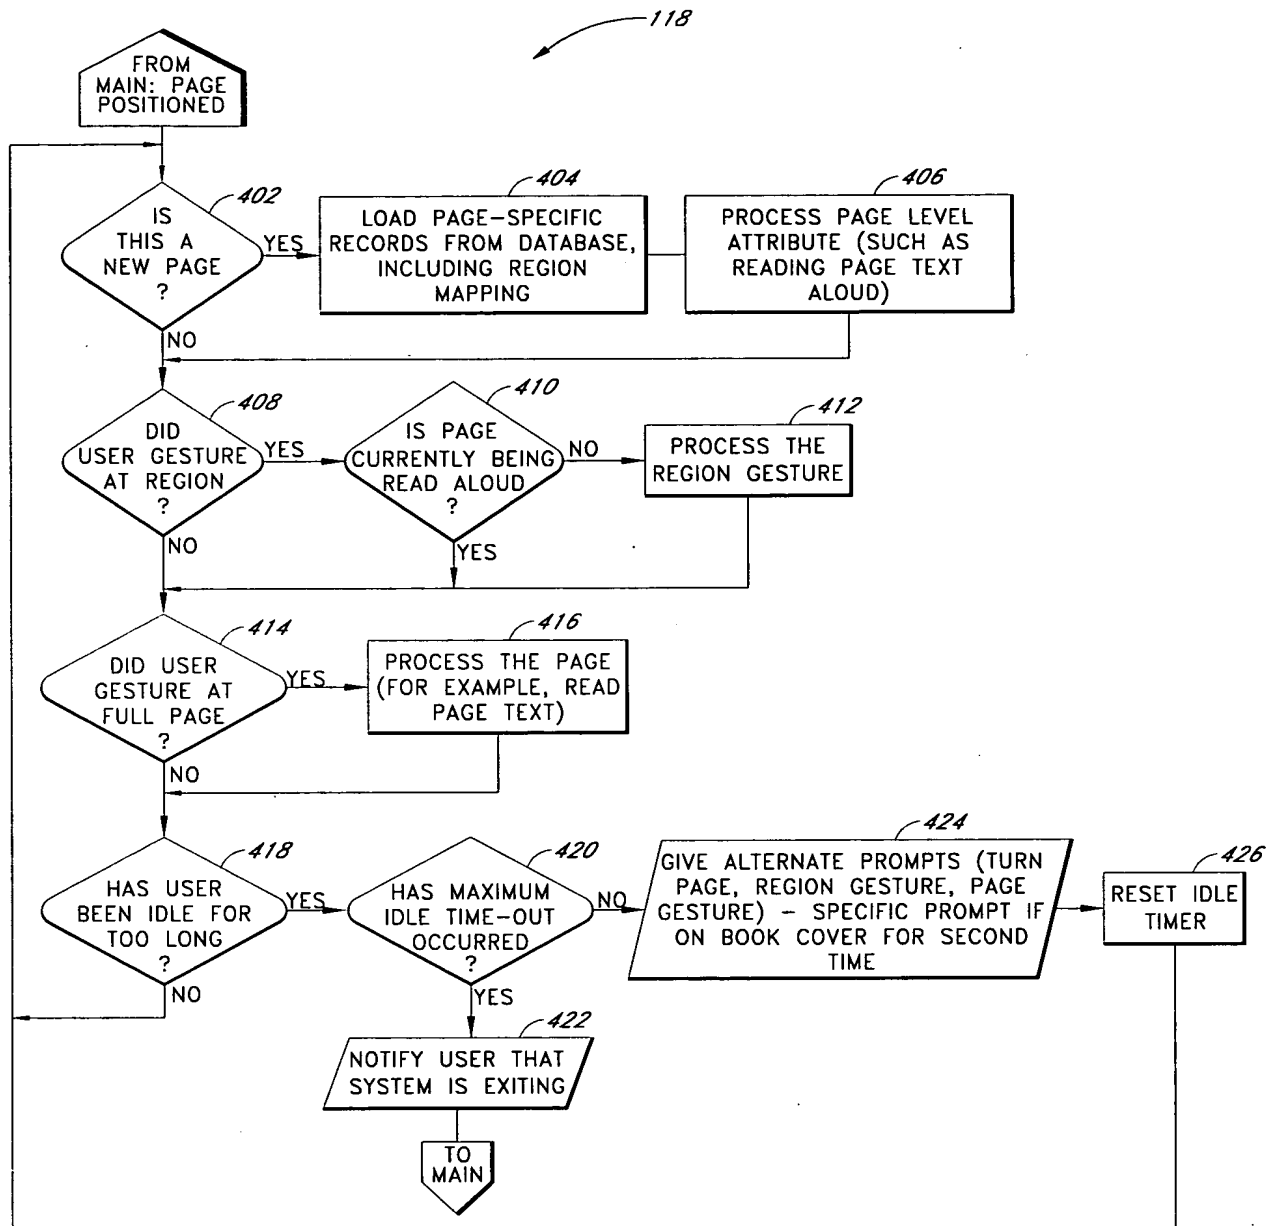 118
FROM
MAIN: PAGE
POSITIONED
402
IS
THIS A
NEW PAGE
?
YES
NO
404
LOAD PAGE-SPECIFIC
RECORDS FROM DATABASE,
INCLUDING REGION
MAPPING
406
PROCESS PAGE LEVEL
ATTRIBUTE (SUCH AS
READING PAGE TEXT
ALOUD)
408
DID
USER GESTURE
AT REGION
?
YES
NO
410
IS PAGE
CURRENTLY BEING
READ ALOUD
?
NO
YES
412
PROCESS THE
REGION GESTURE
414
DID USER
GESTURE AT
FULL PAGE
?
YES
NO
416
PROCESS THE PAGE
(FOR EXAMPLE, READ
PAGE TEXT)
418
HAS USER
BEEN IDLE FOR
TOO LONG
?
YES
NO
420
HAS MAXIMUM
IDLE TIME-OUT
OCCURRED
?
NO
YES
424
GIVE ALTERNATE PROMPTS (TURN
PAGE, REGION GESTURE, PAGE
GESTURE) - SPECIFIC PROMPT IF
ON BOOK COVER FOR SECOND
TIME
426
RESET IDLE
TIMER
422
NOTIFY USER THAT
SYSTEM IS EXITING
TO
MAIN